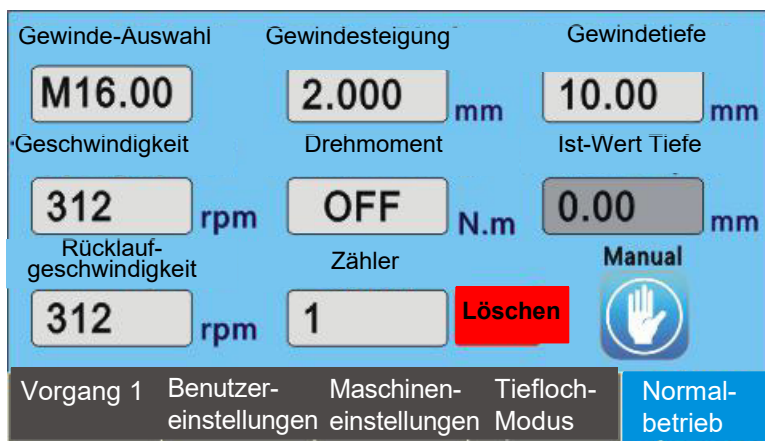 Gewinde-Auswahl Gewindesteigung Gewindetiefe
M16.00 2.000 mm 10.00 mm
Geschwindigkeit Drehmoment Ist-Wert Tiefe
312 rpm OFF N.m 0.00 mm
Rücklauf-
geschwindigkeit Zähler Manual
312 rpm 1 Löschen
Vorgang 1 Benutzer- Maschinen- Tiefloch- Normal-
einstellungen einstellungen Modus betrieb